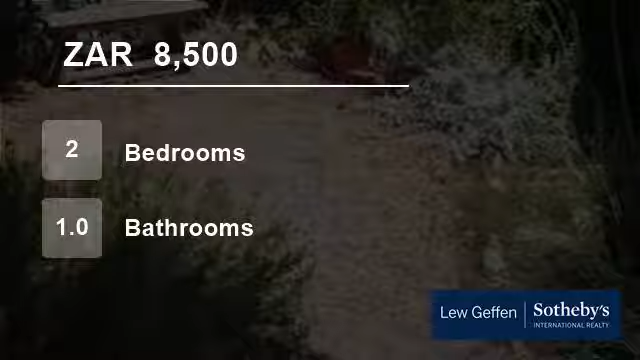 ZAR 8,500
2 Bedrooms
1.0 Bathrooms
Lew Geffen | Sotheby's
INTERNATIONAL REALTY